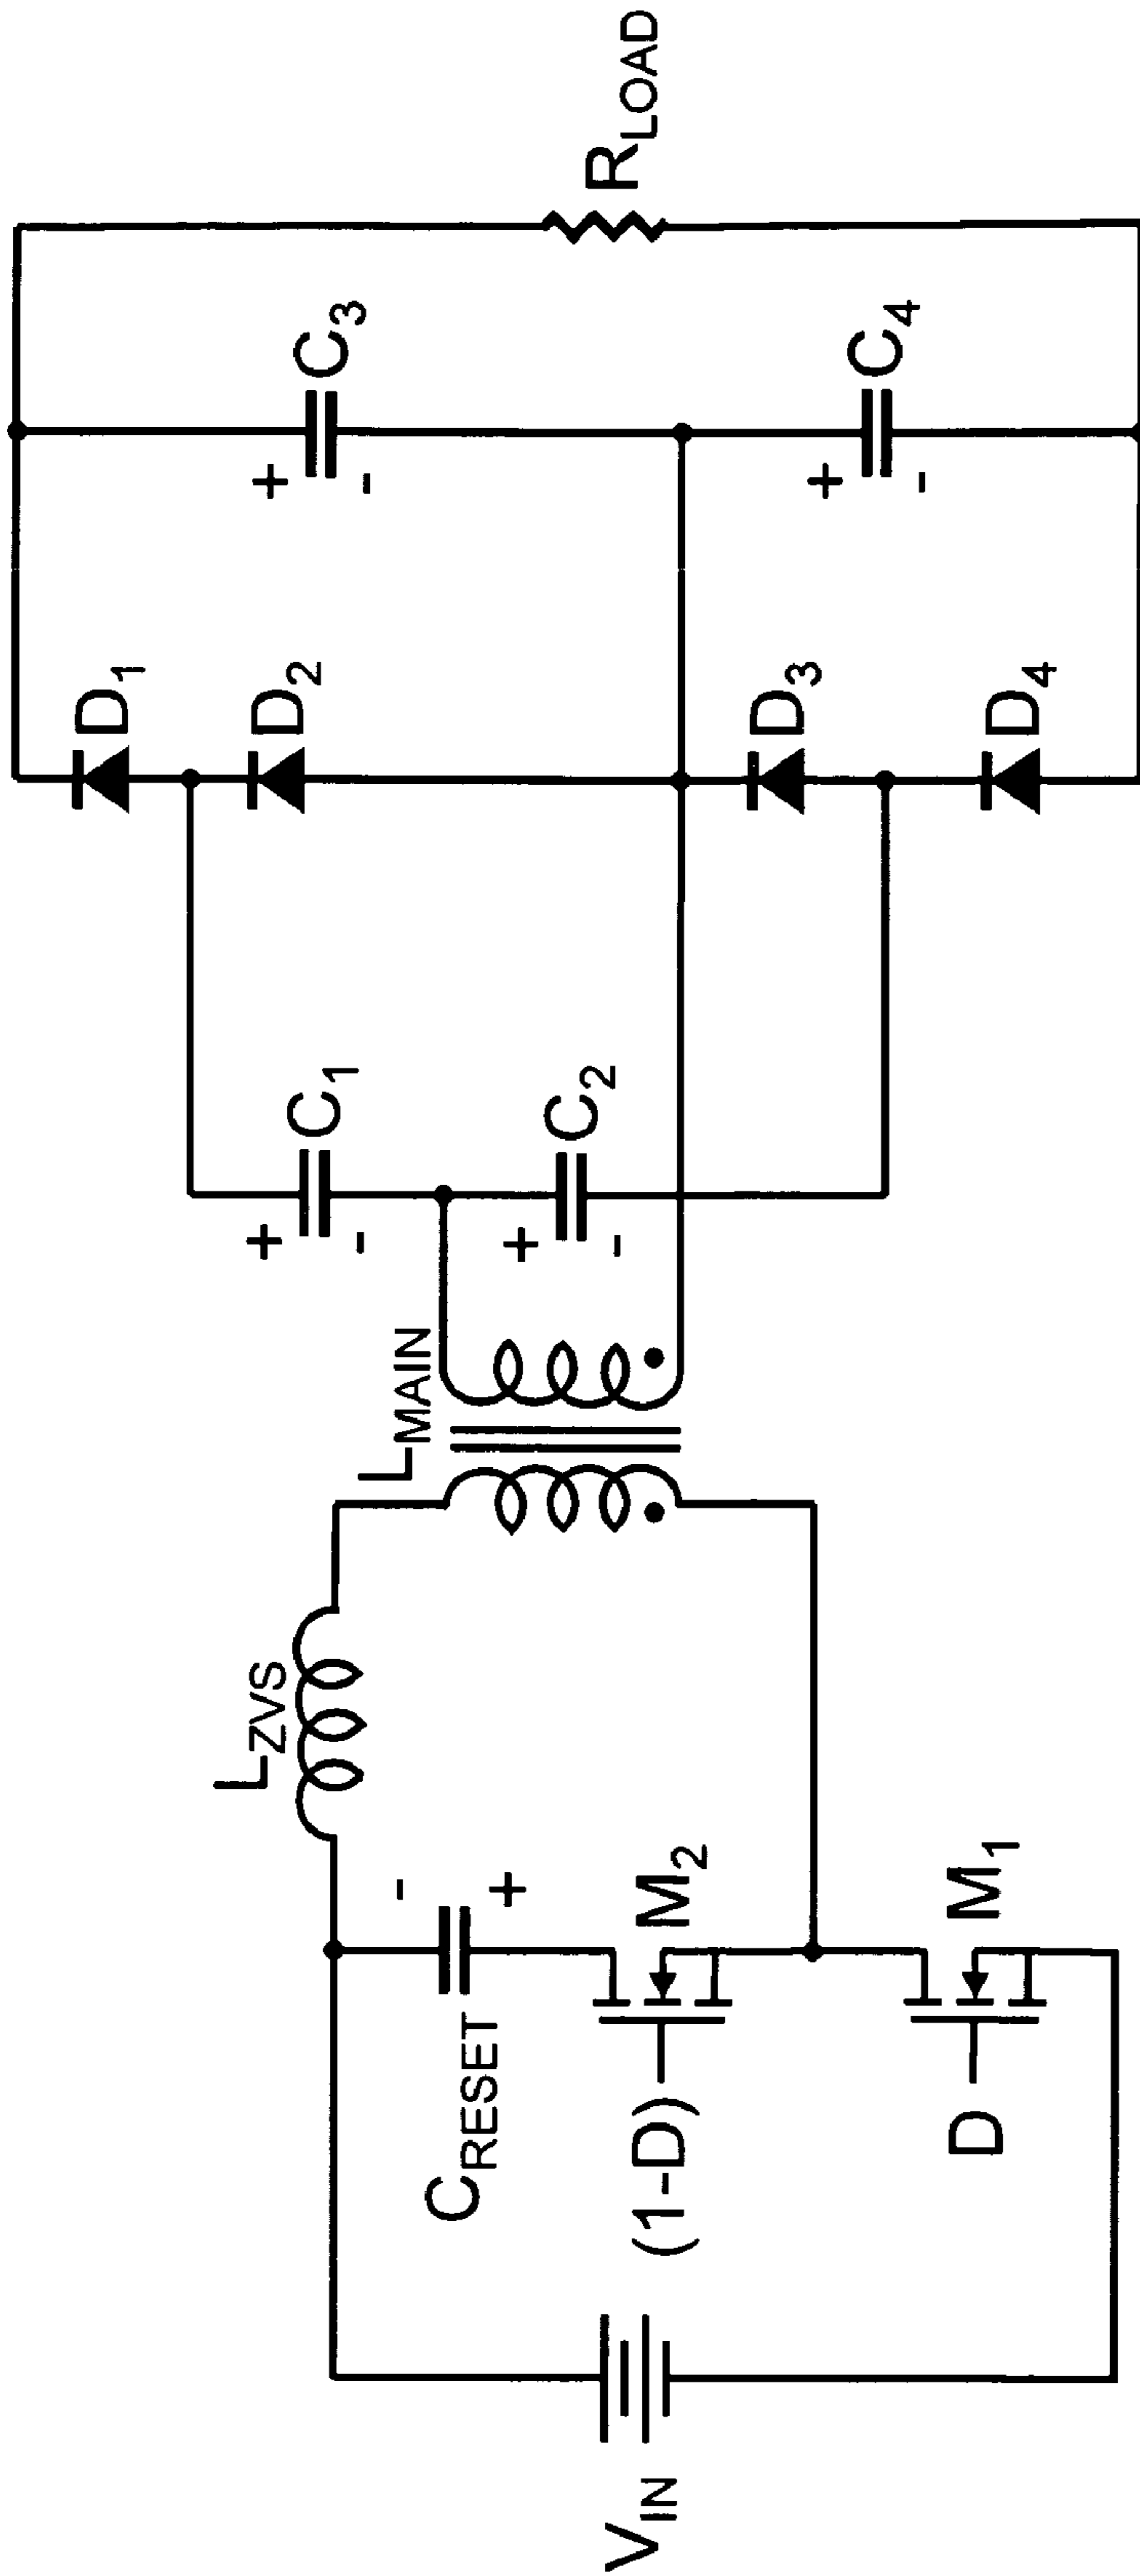 V_IN
C_RESET
-
+
L_ZVS
(1-D)
M_2
D
M_1
L_MAIN
+
-
C_1
+
-
C_2
D_1
D_2
D_3
D_4
+
-
C_3
+
-
C_4
R_LOAD